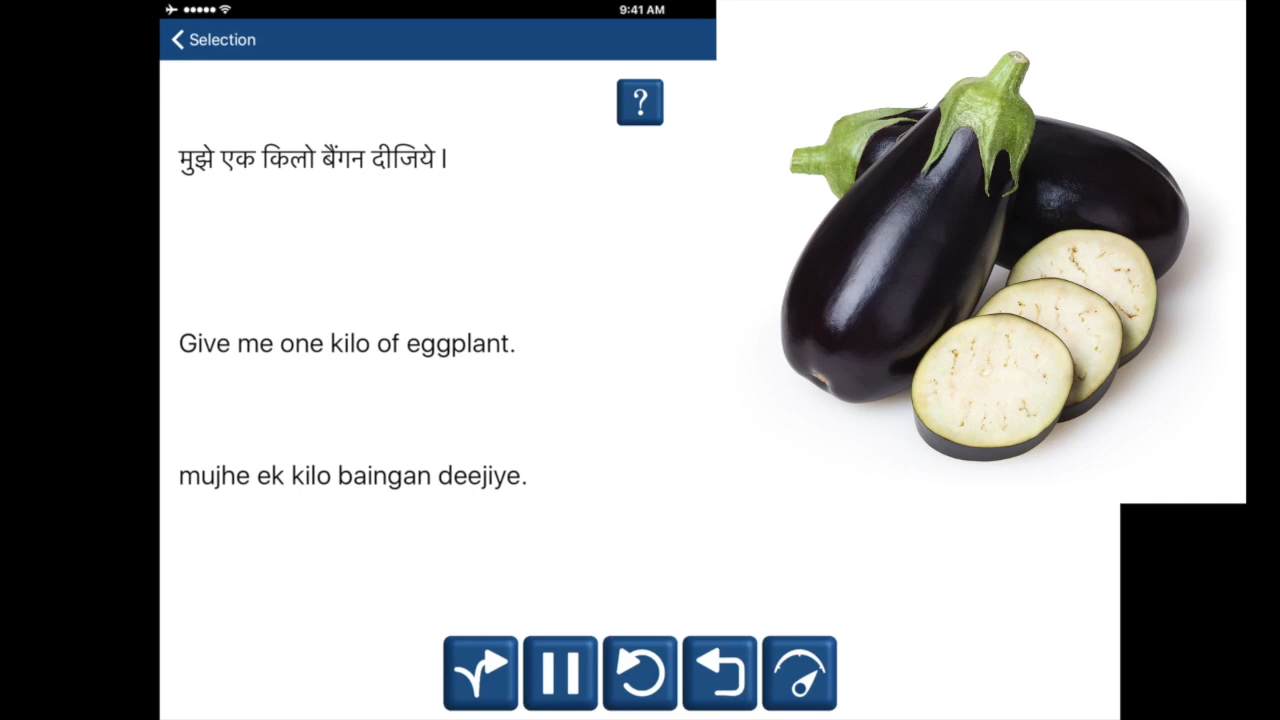 9:41 AM
Selection
?
मुझे एक किलो बैंगन दीजिये ।
Give me one kilo of eggplant.
mujhe ek kilo baingan deejiye.